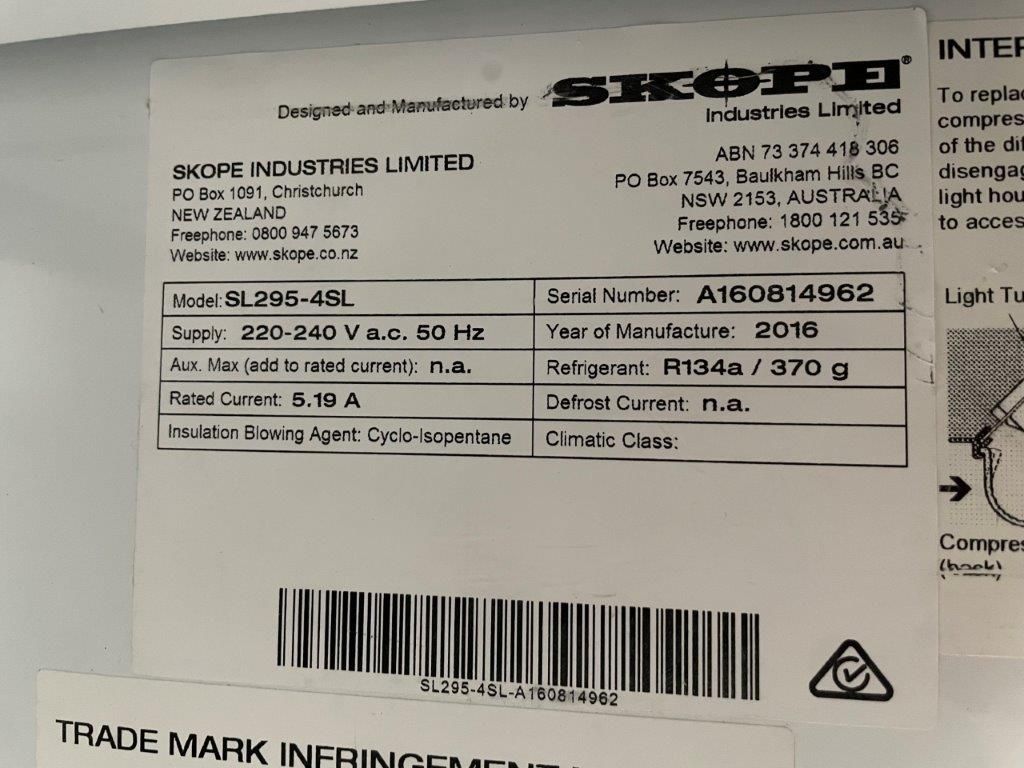 Designed and Manufactured by SKOPE®
Industries Limited
SKOPE INDUSTRIES LIMITED
PO Box 1091, Christchurch
NEW ZEALAND
Freephone: 0800 947 5673
Website: www.skope.co.nz
ABN 73 374 418 306
PO Box 7543, Baulkham Hills BC
NSW 2153, AUSTRALIA
Freephone: 1800 121 535
Website: www.skope.com.au
Model: SL295-4SL
Serial Number: A160814962
Supply: 220-240 V a.c. 50 Hz
Year of Manufacture: 2016
Aux. Max (add to rated current): n.a.
Refrigerant: R134a / 370 g
Rated Current: 5.19 A
Defrost Current: n.a.
Insulation Blowing Agent: Cyclo-Isopentane
Climatic Class:
SL295-4SL-A160814962
TRADE MARK INFRINGEMENT
INTER
To replac
compres
of the dif
disengag
light hou
to acces
Light Tu
Compres
(back)